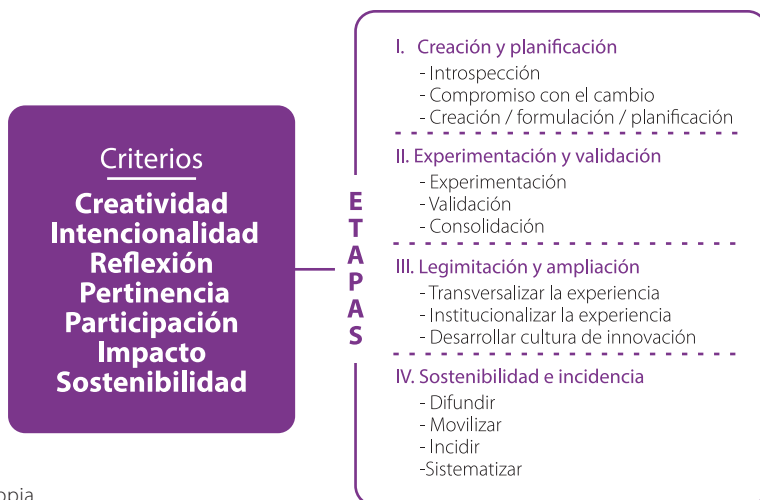 Criterios
Creatividad
Intencionalidad
Reflexión
Pertinencia
Participación
Impacto
Sostenibilidad
ETAPAS
I. Creación y planificación
- Introspección
- Compromiso con el cambio
- Creación / formulación / planificación
II. Experimentación y validación
- Experimentación
- Validación
- Consolidación
III. Legimitación y ampliación
- Transversalizar la experiencia
- Institucionalizar la experiencia
- Desarrollar cultura de innovación
IV. Sostenibilidad e incidencia
- Difundir
- Movilizar
- Incidir
-Sistematizar